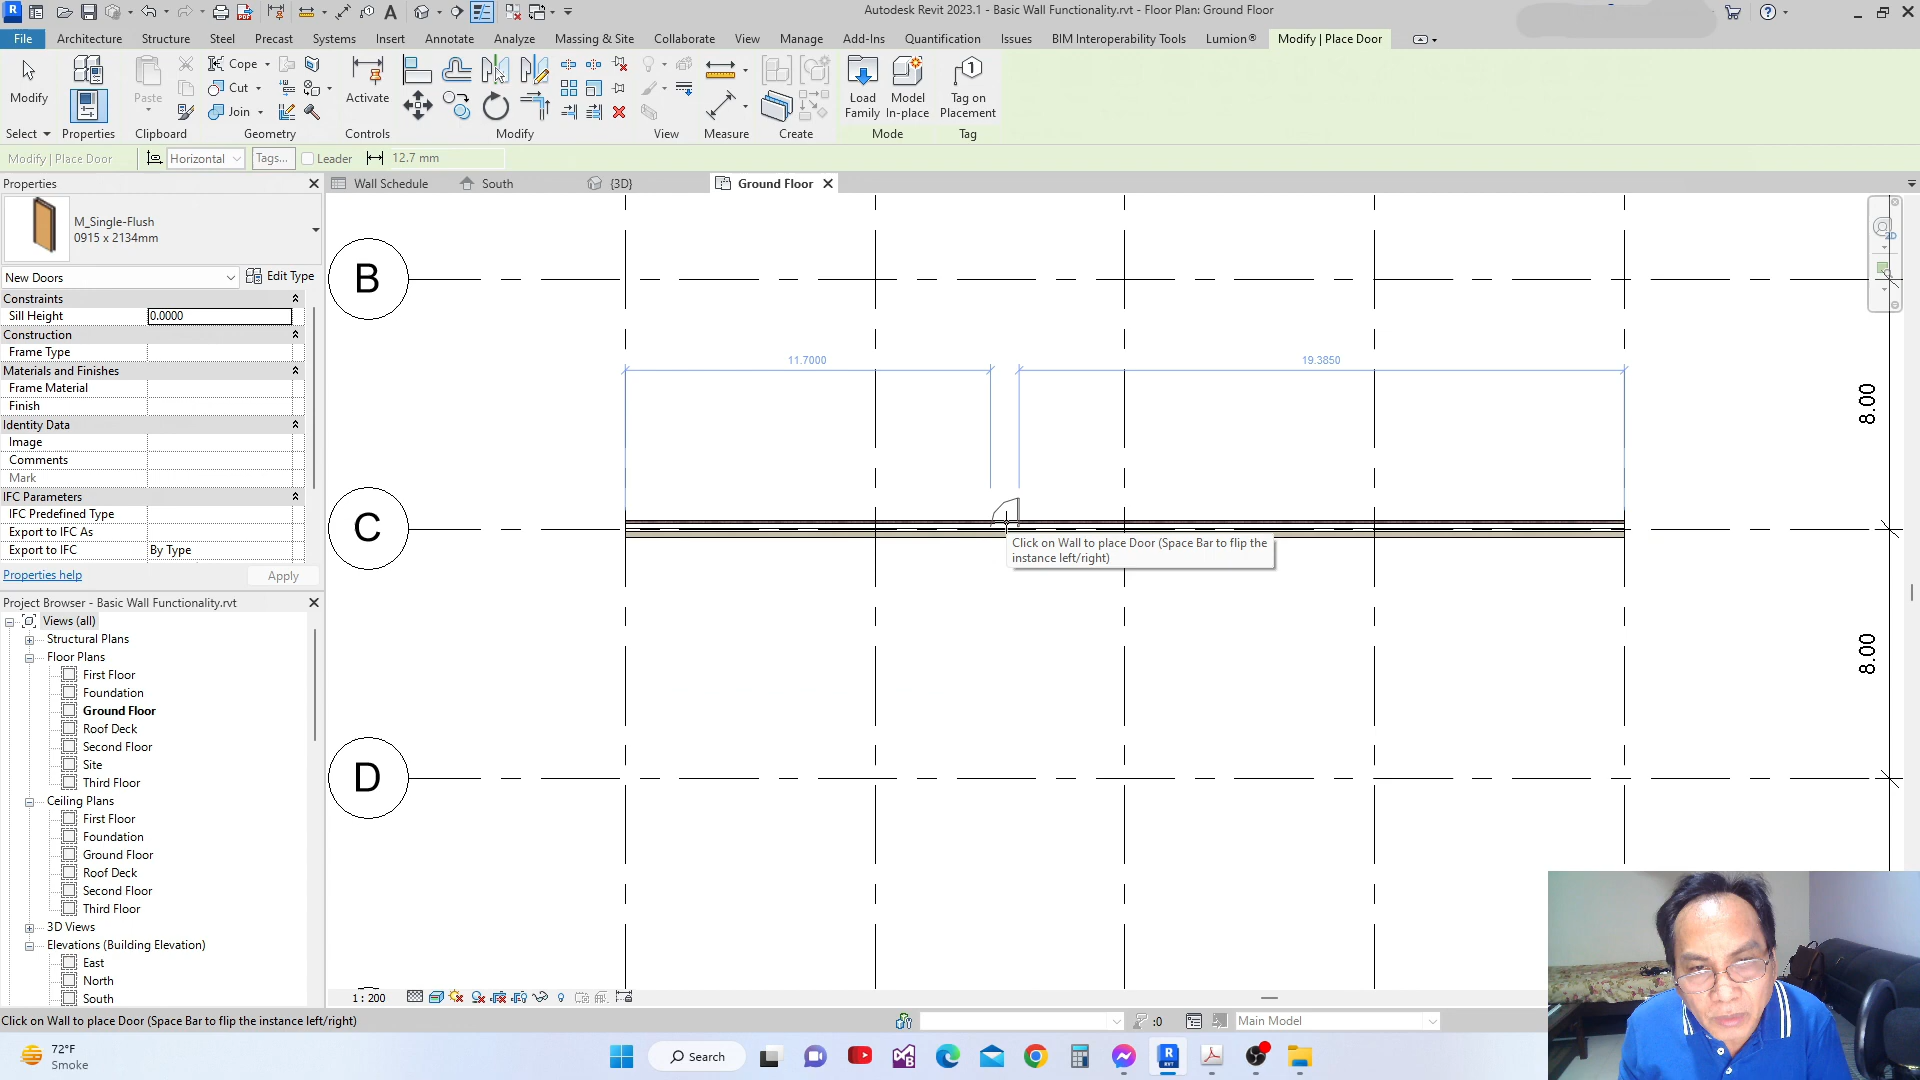 Autodesk Revit 2023.1 - Basic Wall Functionality.rvt - Floor Plan: Ground Floor
File Architecture Structure Steel Precast Systems Insert Annotate Analyze Massing & Site Collaborate View Manage Add-Ins Quantification Issues BIM Interoperability Tools Lumion® Modify | Place Door
Cope
Cut
Join
Modify
Paste
Activate
Load Family
Model In-place
Tag on Placement
Select Properties Clipboard Geometry Controls Modify View Measure Create Mode Tag
Modify | Place Door Horizontal Tags... Leader 12.7 mm
Properties
Wall Schedule South {3D} Ground Floor
M_Single-Flush
0915 x 2134mm
New Doors Edit Type
Constraints
Sill Height 0.0000
Construction
Frame Type
Materials and Finishes
Frame Material
Finish
Identity Data
Image
Comments
Mark
IFC Parameters
IFC Predefined Type
Export to IFC As
Export to IFC By Type
Properties help Apply
Project Browser - Basic Wall Functionality.rvt
Views (all)
Structural Plans
Floor Plans
First Floor
Foundation
Ground Floor
Roof Deck
Second Floor
Site
Third Floor
Ceiling Plans
First Floor
Foundation
Ground Floor
Roof Deck
Second Floor
Third Floor
3D Views
Elevations (Building Elevation)
East
North
South
B
11.7000 19.3850
8.00
C
Click on Wall to place Door (Space Bar to flip the
instance left/right)
8.00
D
2D
1 : 200
Click on Wall to place Door (Space Bar to flip the instance left/right)
:0
Main Model
72°F
Smoke
Search